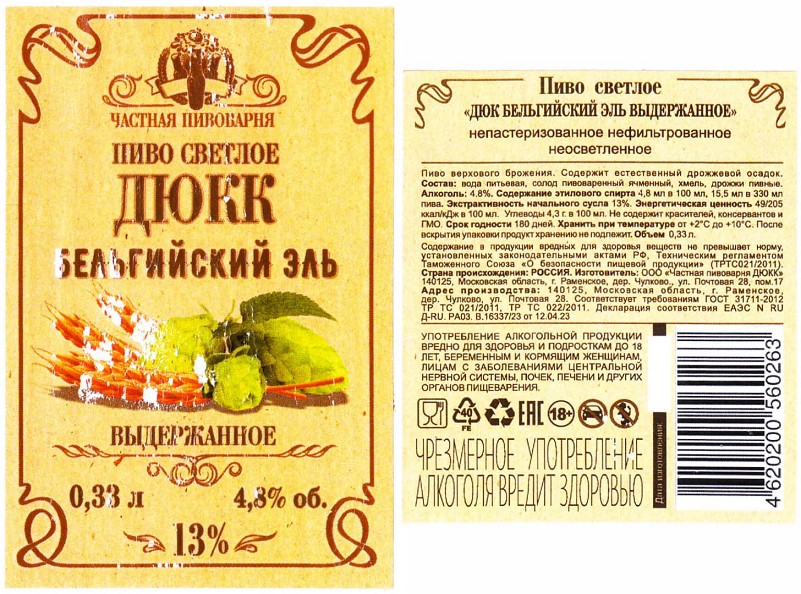 ЧАСТНАЯ ПИВОВАРНЯ
ПИВО СВЕТЛОЕ
ДЮКК
БЕЛЬГИЙСКИЙ ЭЛЬ
ВЫДЕРЖАННОЕ
0,33 л 4,8% об.
13%
Пиво светлое
«ДЮК БЕЛЬГИЙСКИЙ ЭЛЬ ВЫДЕРЖАННОЕ»
непастеризованное нефильтрованное
неосветленное
Пиво верхового брожения. Содержит естественный дрожжевой осадок.
Состав: вода питьевая, солод пивоваренный ячменный, хмель, дрожжи пивные.
Алкоголь: 4.8%. Содержание этилового спирта 4,8 мл в 100 мл, 15,5 мл в 330 мл
пива. Экстрактивность начального сусла 13%. Энергетическая ценность 49/205
ккал/кДж в 100 мл. Углеводы 4,3 г. в 100 мл. Не содержит красителей, консервантов и
ГМО. Срок годности 180 дней. Хранить при температуре от +2°С до +10°С. После
вскрытия упаковки продукт хранению не подлежит. Объем 0,33 л.
Содержание в продукции вредных для здоровья веществ не превышает норму,
установленных законодательными актами РФ, Техническим регламентом
Таможенного Союза «О безопасности пищевой продукции» (ТРТС021/2011).
Страна происхождения: РОССИЯ. Изготовитель: ООО «Частная пивоварня ДЮКК»
140125, Московская область, г. Раменское, дер. Чулково., ул. Почтовая 28, пом.17
Адрес производства: 140125, Московская область, г. Раменское,
дер. Чулково, ул. Почтовая 28. Соответствует требованиям ГОСТ 31711-2012
ТР ТС 021/2011, ТР ТС 022/2011. Декларация соответствия ЕАЭС N RU
Д-RU. РА03. В.16337/23 от 12.04.23
УПОТРЕБЛЕНИЕ АЛКОГОЛЬНОЙ ПРОДУКЦИИ
ВРЕДНО ДЛЯ ЗДОРОВЬЯ И ПОДРОСТКАМ ДО 18
ЛЕТ, БЕРЕМЕННЫМ И КОРМЯЩИМ ЖЕНЩИНАМ,
ЛИЦАМ С ЗАБОЛЕВАНИЯМИ ЦЕНТРАЛЬНОЙ
НЕРВНОЙ СИСТЕМЫ, ПОЧЕК, ПЕЧЕНИ И ДРУГИХ
ОРГАНОВ ПИЩЕВАРЕНИЯ.
40
FE
ЕАС
18+
ЧРЕЗМЕРНОЕ УПОТРЕБЛЕНИЕ
АЛКОГОЛЯ ВРЕДИТ ЗДОРОВЬЮ
Дата изготовления:
4 620200 560263